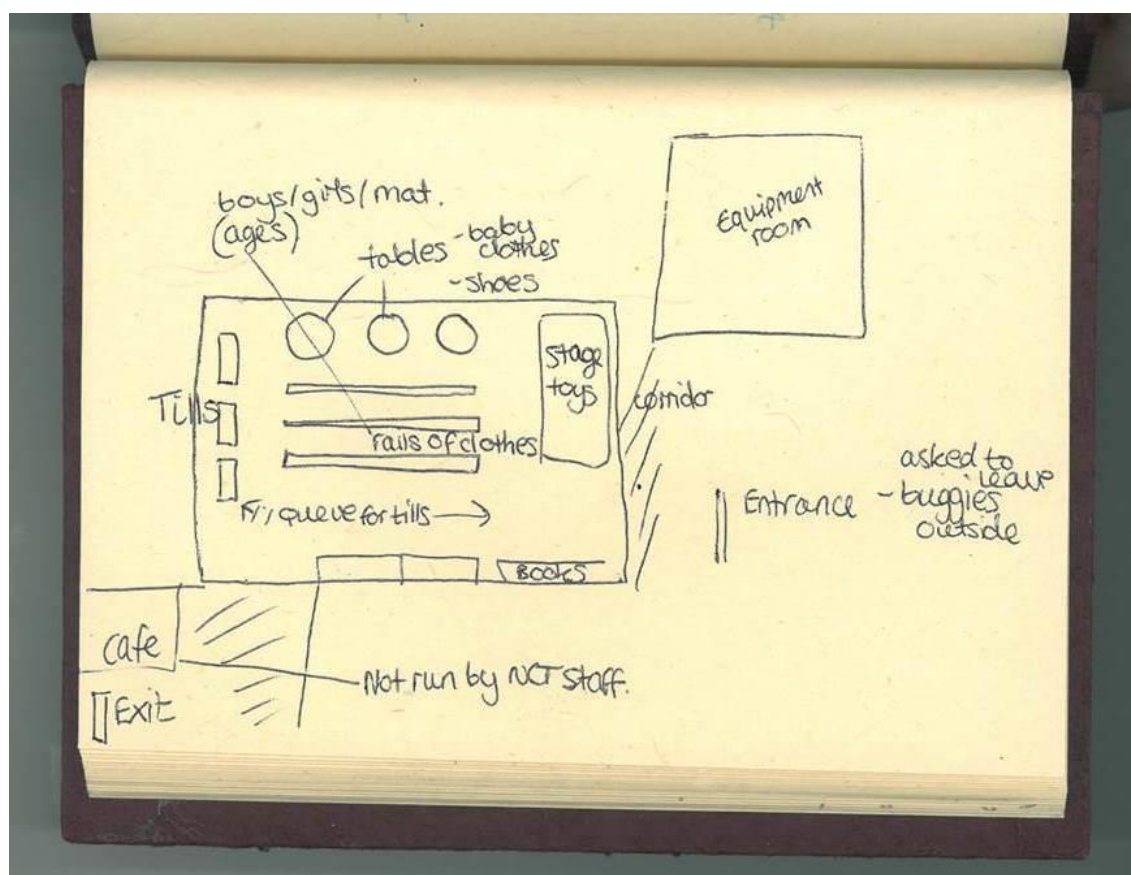 Equipment
room
boys/girls/mat.
(ages)
tables - baby
clothes
- shoes
Stage
toys
corridor
Tills
rails of clothes
asked to
leave
Entrance - buggies
outside
queue for tills →
BOOKS
cafe
Not run by NCT staff.
Exit